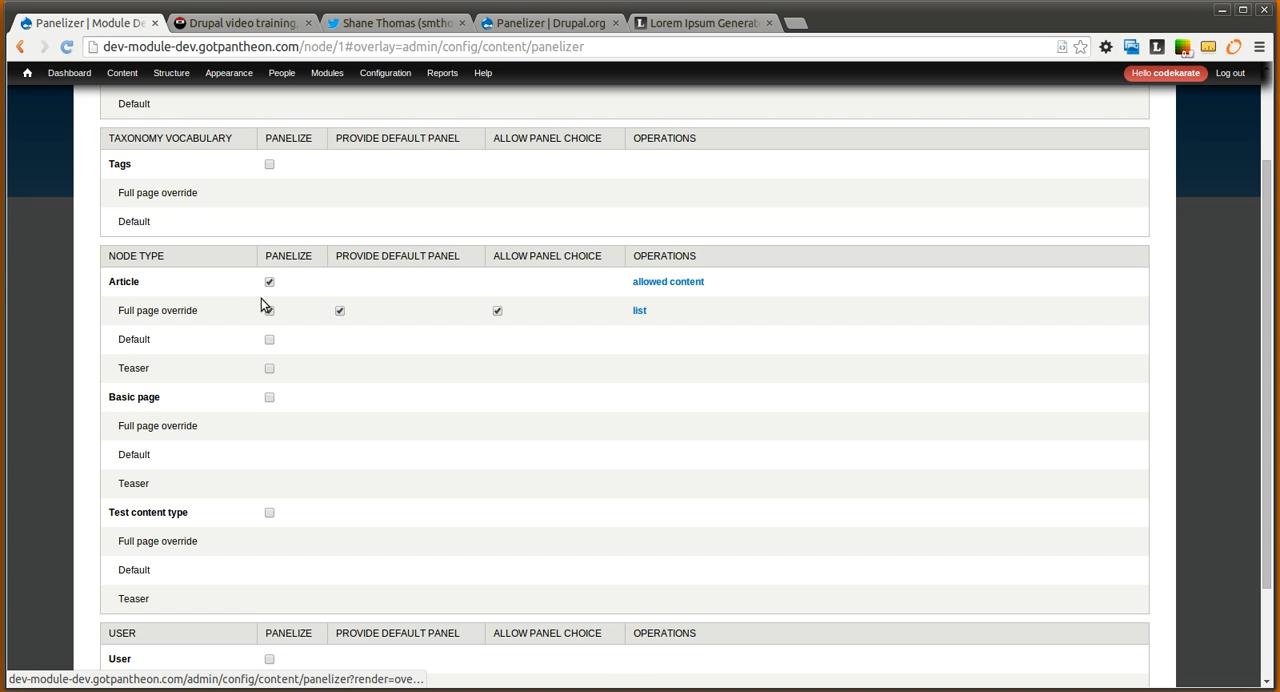 Panelizer | Module De
Drupal video training,
Shane Thomas (smtho
Panelizer | Drupal.org
Lorem Ipsum Generat
dev-module-dev.gotpantheon.com/node/1#overlay=admin/config/content/panelizer
Dashboard Content Structure Appearance People Modules Configuration Reports Help Hello codekarate Log out
Default
TAXONOMY VOCABULARY PANELIZE PROVIDE DEFAULT PANEL ALLOW PANEL CHOICE OPERATIONS
Tags
Full page override
Default
NODE TYPE PANELIZE PROVIDE DEFAULT PANEL ALLOW PANEL CHOICE OPERATIONS
Article allowed content
Full page override list
Default
Teaser
Basic page
Full page override
Default
Teaser
Test content type
Full page override
Default
Teaser
USER PANELIZE PROVIDE DEFAULT PANEL ALLOW PANEL CHOICE OPERATIONS
User
dev-module-dev.gotpantheon.com/admin/config/content/panelizer?render=ove...